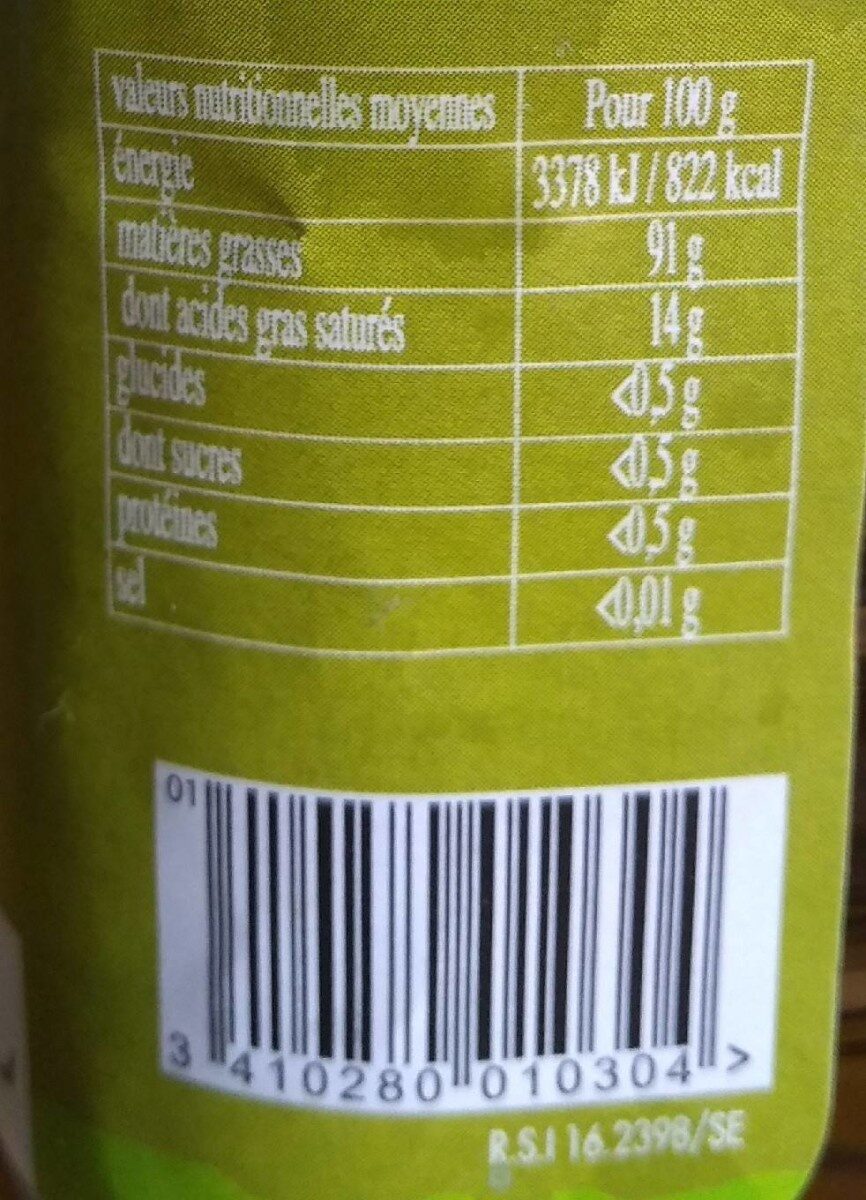 valeurs nutritionnelles moyennes Pour 100 g
énergie 3378 kJ / 822 kcal
matières grasses 91 g
dont acides gras saturés 14 g
glucides <0,5 g
dont sucres <0,5 g
protéines <0,5 g
sel <0,01 g
01
3 410280 010304 >
R.S.I 16.2398/SE